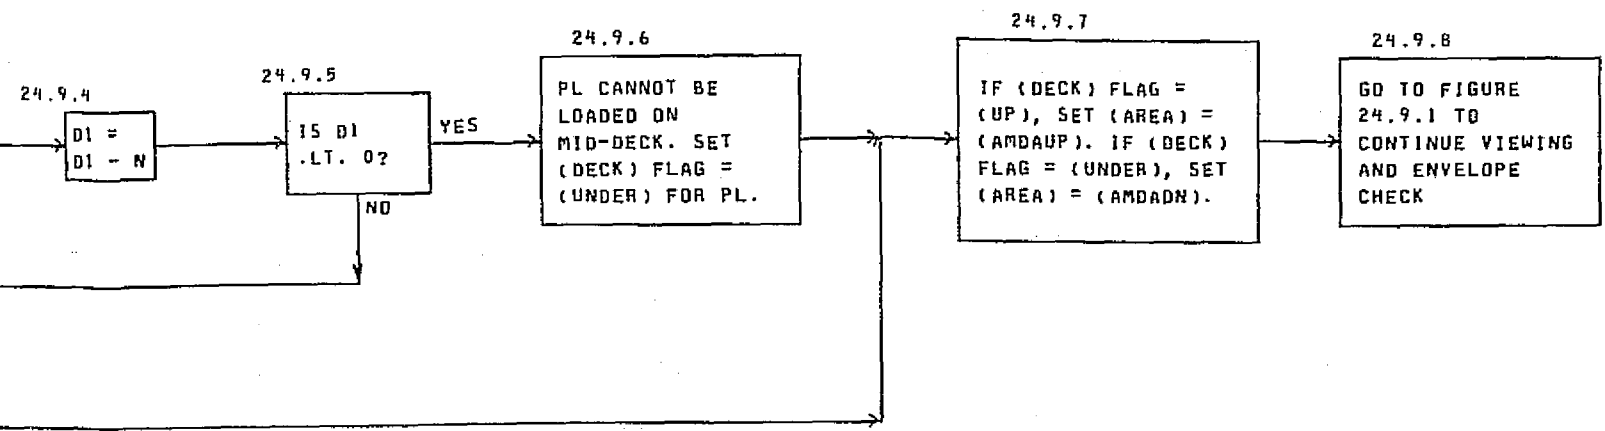 24.9.4
D1 =
D1 - N
24.9.5
IS D1
.LT. 0?
YES
NO
24.9.6
PL CANNOT BE
LOADED ON
MID-DECK. SET
(DECK) FLAG =
(UNDER) FOR PL.
24.9.7
IF (DECK) FLAG =
(UP), SET (AREA) =
(AMDAUP). IF (DECK)
FLAG = (UNDER), SET
(AREA) = (AMDADN).
24.9.8
GO TO FIGURE
24.9.1 TO
CONTINUE VIEWING
AND ENVELOPE
CHECK